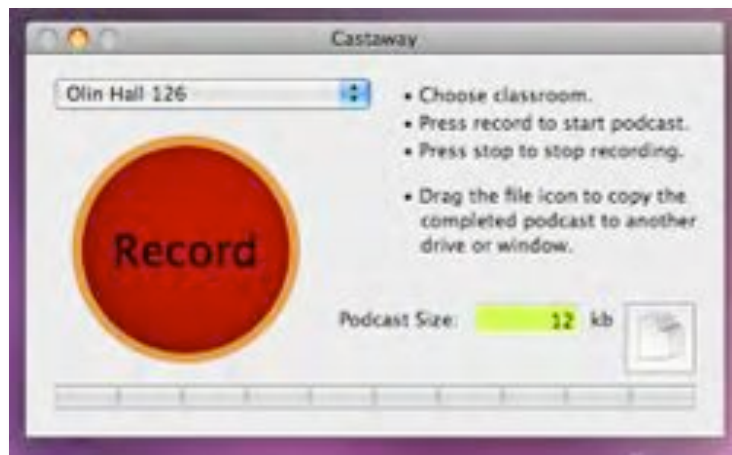 Castaway
Olin Hall 126
• Choose classroom.
• Press record to start podcast.
• Press stop to stop recording.
• Drag the file icon to copy the
completed podcast to another
drive or window.
Record
Podcast Size: 12 kb